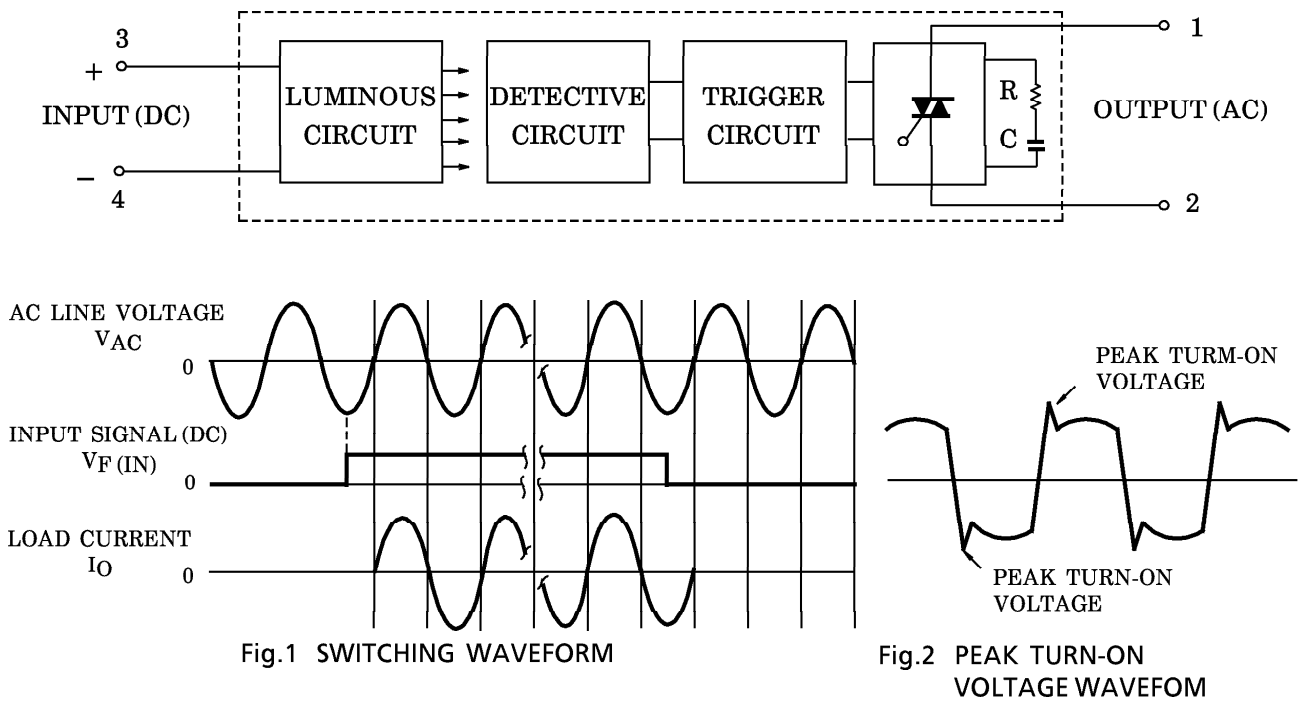 3
+
INPUT (DC)
−
4
LUMINOUS
CIRCUIT
DETECTIVE
CIRCUIT
TRIGGER
CIRCUIT
R
C
1
OUTPUT (AC)
2
AC LINE VOLTAGE
VAC
0
INPUT SIGNAL (DC)
VF (IN)
0
LOAD CURRENT
IO
0
Fig.1 SWITCHING WAVEFORM
PEAK TURM-ON
VOLTAGE
PEAK TURN-ON
VOLTAGE
Fig.2 PEAK TURN-ON
VOLTAGE WAVEFOM